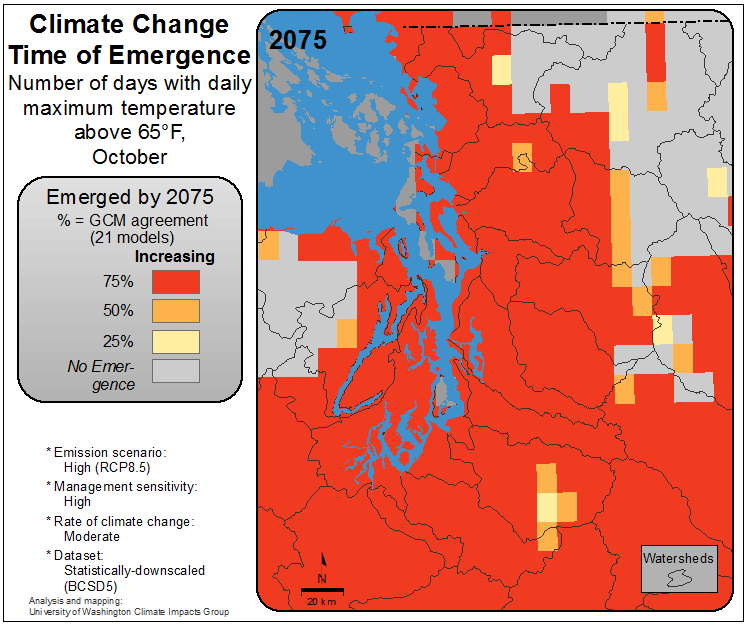 Climate Change
Time of Emergence
Number of days with daily
maximum temperature
above 65°F,
October
Emerged by 2075
% = GCM agreement
(21 models)
Increasing
75%
50%
25%
No Emer-
gence
* Emission scenario:
High (RCP8.5)
* Management sensitivity:
High
* Rate of climate change:
Moderate
* Dataset:
Statistically-downscaled
(BCSD5)
Analysis and mapping:
University of Washington Climate Impacts Group
2075
N
20 km
Watersheds